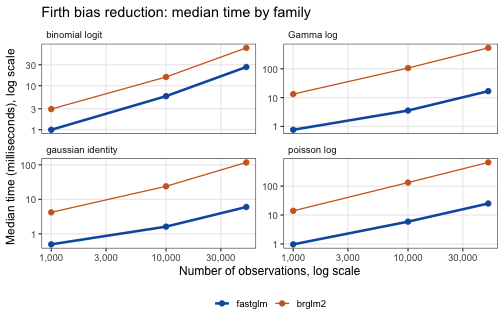 Firth bias reduction: median time by family
binomial logit
Gamma log
30
10
3
1
100
10
1
gaussian identity
poisson log
100
10
1
100
10
1
1,000
3,000
10,000
30,000
1,000
3,000
10,000
30,000
Median time (milliseconds), log scale
Number of observations, log scale
fastglm
brglm2